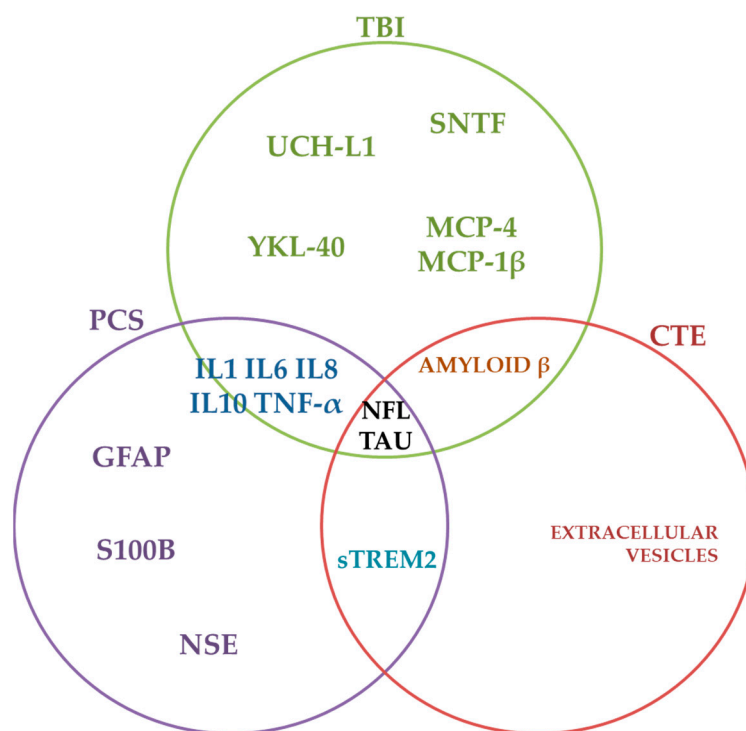 TBI
SNTF
UCH-L1
YKL-40
MCP-4
MCP-1β
PCS
CTE
IL1 IL6 IL8
IL10 TNF-α
AMYLOID β
NFL
TAU
GFAP
S100B
NSE
sTREM2
EXTRACELLULAR
VESICLES